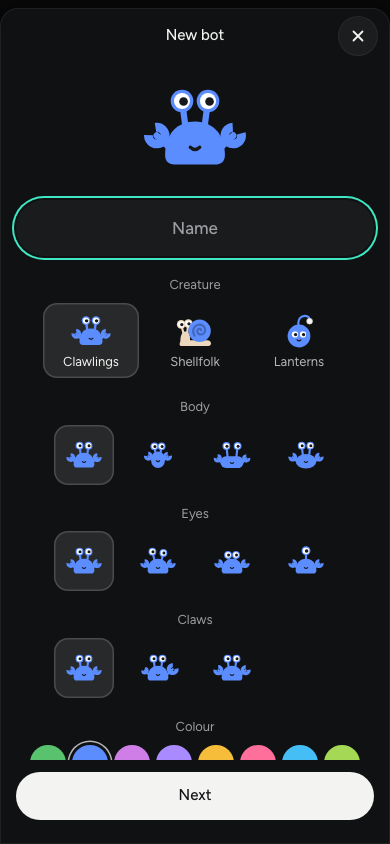 New bot
Name
Creature
Clawlings
Shellfolk
Lanterns
Body
Eyes
Claws
Colour
Next